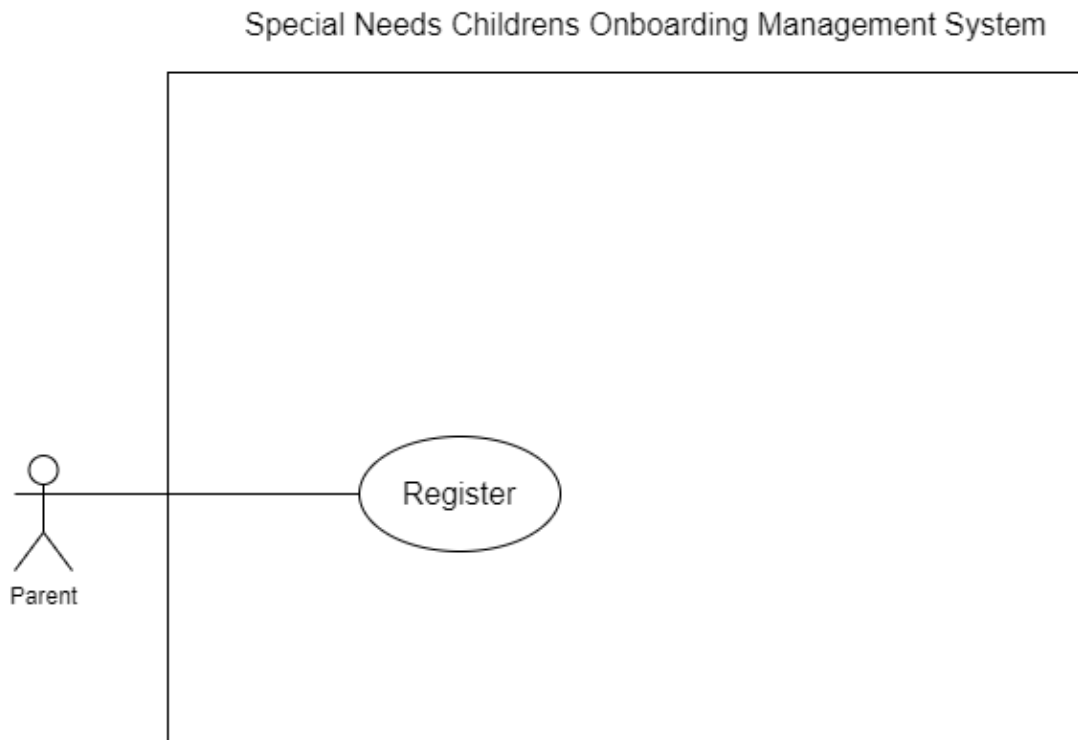 Special Needs Childrens Onboarding Management System
Register
Parent